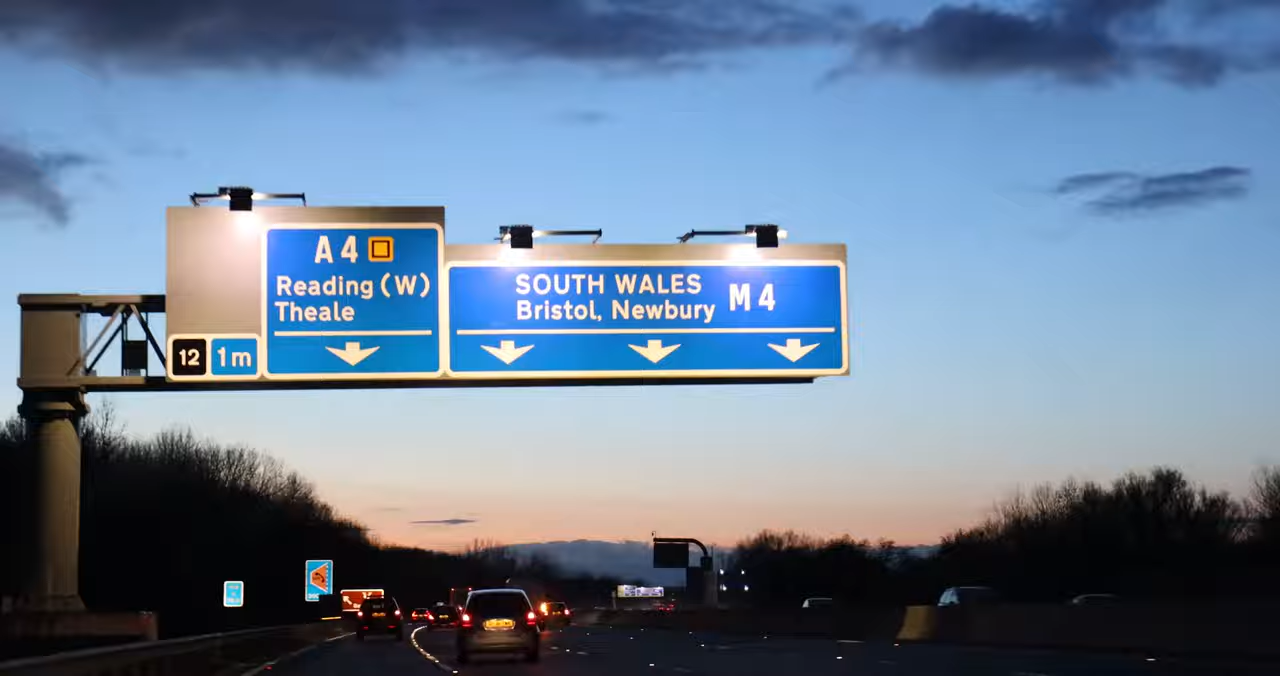 A4
Reading (W)
Theale
12
1m
SOUTH WALES
Bristol, Newbury
M4